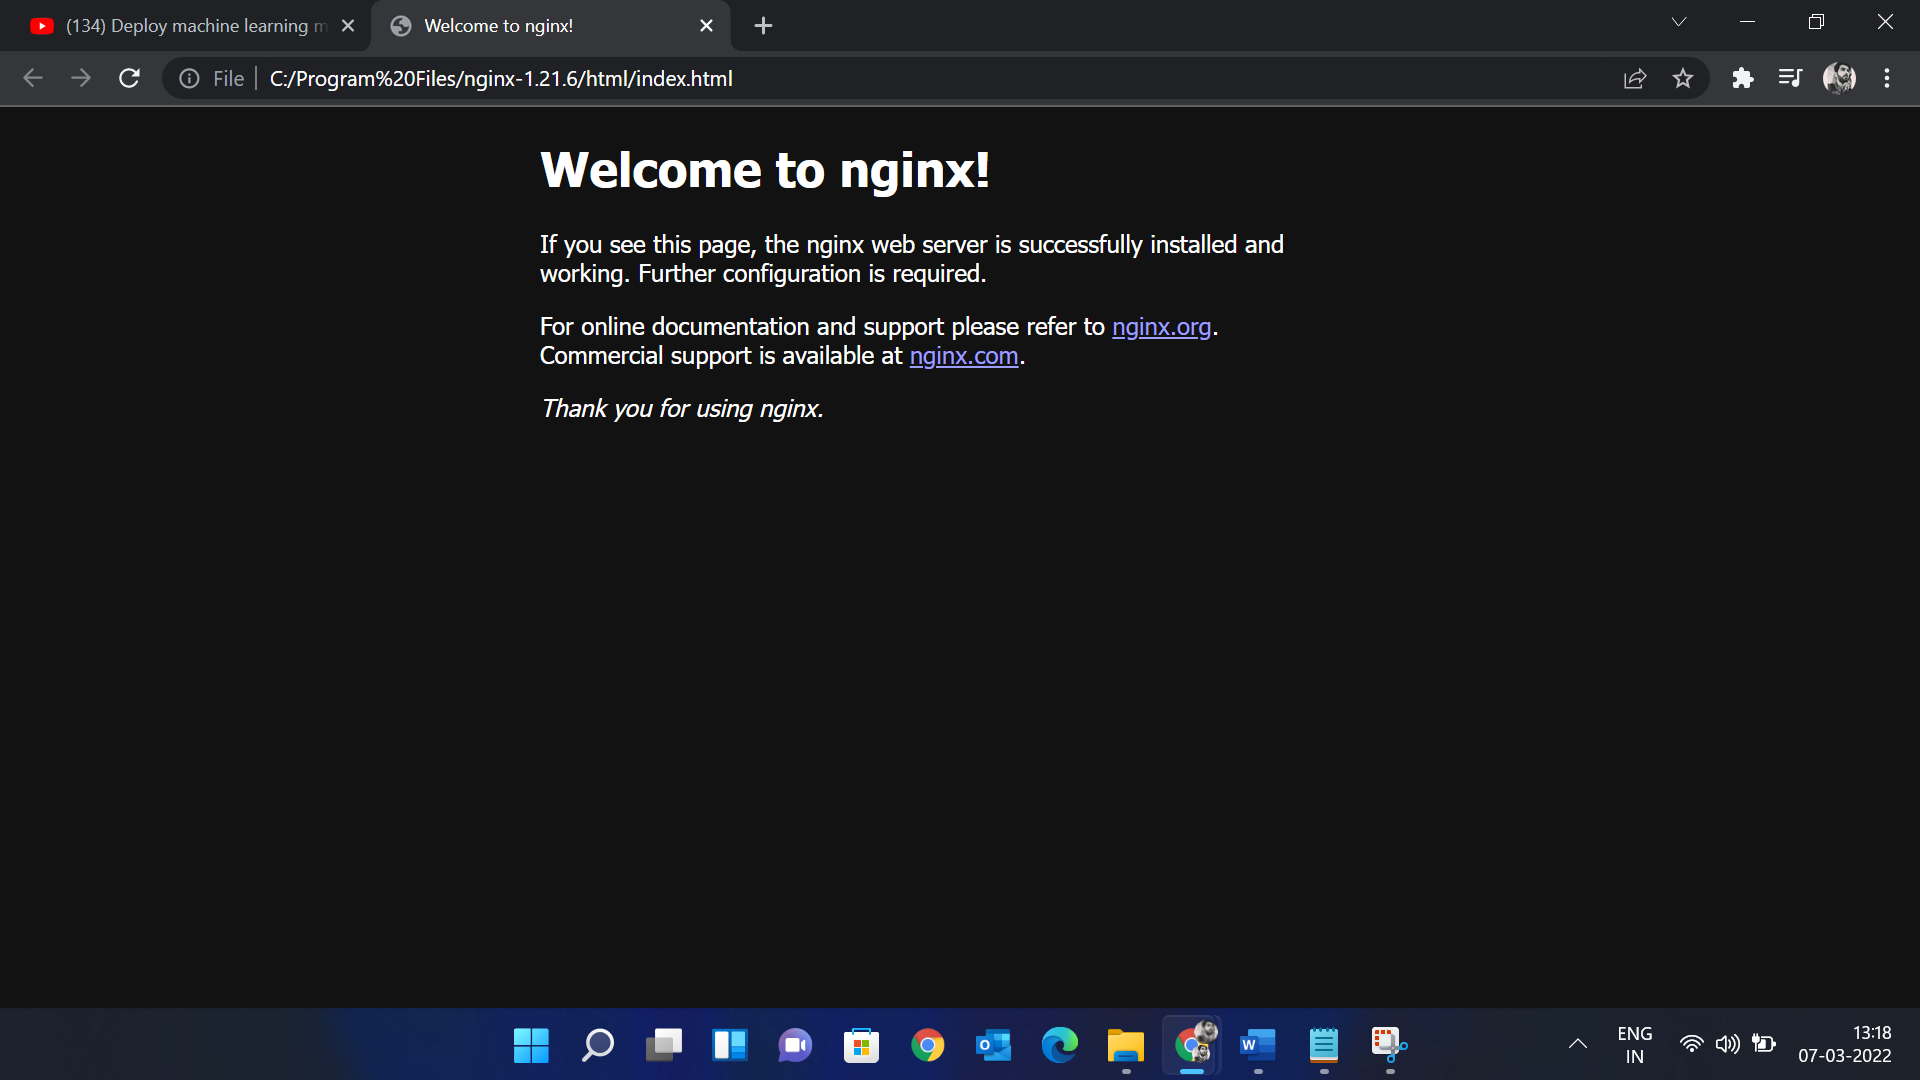 (134) Deploy machine learning m
Welcome to nginx!
File
C:/Program%20Files/nginx-1.21.6/html/index.html
Welcome to nginx!
If you see this page, the nginx web server is successfully installed and
working. Further configuration is required.
For online documentation and support please refer to nginx.org.
Commercial support is available at nginx.com.
Thank you for using nginx.
ENG
IN
13:18
07-03-2022